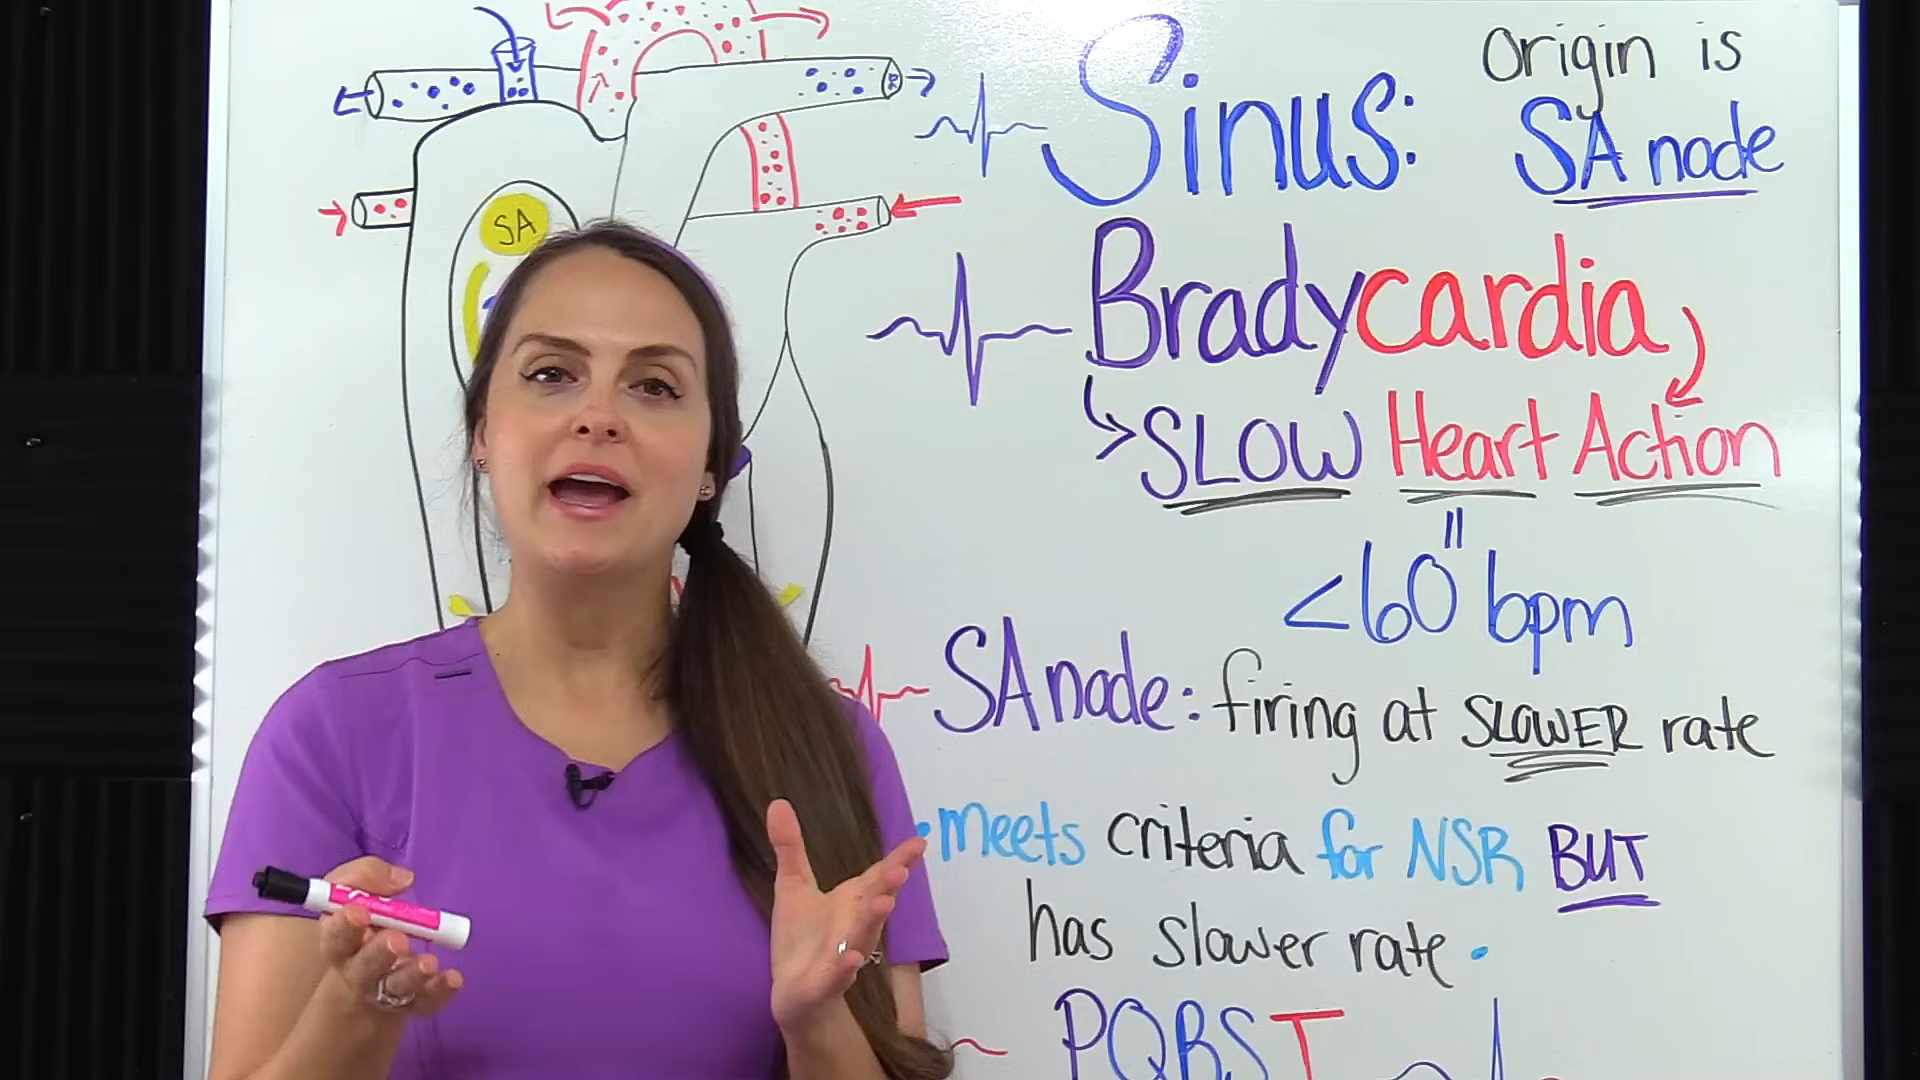 SA
Sinus: origin is
SA node
Bradycardia
SLOW Heart Action
"
<60 bpm
SA node: firing at SLOWER rate
• meets criteria for NSR BUT
has slower rate.
PQRST